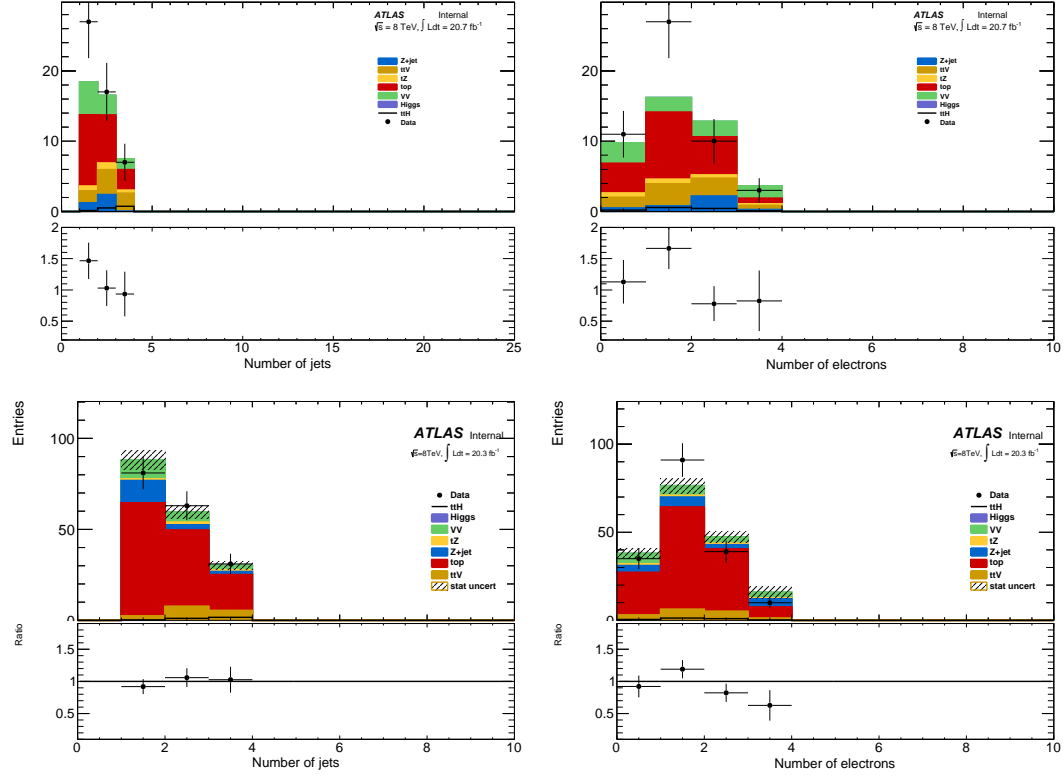 ATLAS Internal
√s = 8 TeV, ∫ Ldt = 20.7 fb⁻¹
Z+jet
ttV
tZ
top
VV
Higgs
ttH
Data
20
10
0
2
1.5
1
1
0.5
0 5 10 15 20 25
Number of jets
ATLAS Internal
√s = 8 TeV, ∫ Ldt = 20.7 fb⁻¹
Z+jet
ttV
tZ
top
VV
Higgs
ttH
Data
20
10
0
2
1.5
1
1
0.5
0 2 4 6 8 10
Number of electrons
Entries
ATLAS Internal
√s=8TeV, ∫ Ldt = 20.3 fb⁻¹
Data
ttH
Higgs
VV
tZ
Z+jet
top
ttV
stat uncert
100
50
0
Ratio
1.5
1
0.5
0 2 4 6 8 10
Number of jets
Entries
ATLAS Internal
√s=8TeV, ∫ Ldt = 20.3 fb⁻¹
Data
ttH
Higgs
VV
tZ
Z+jet
top
ttV
stat uncert
100
50
0
Ratio
1.5
1
0.5
0 2 4 6 8 10
Number of electrons